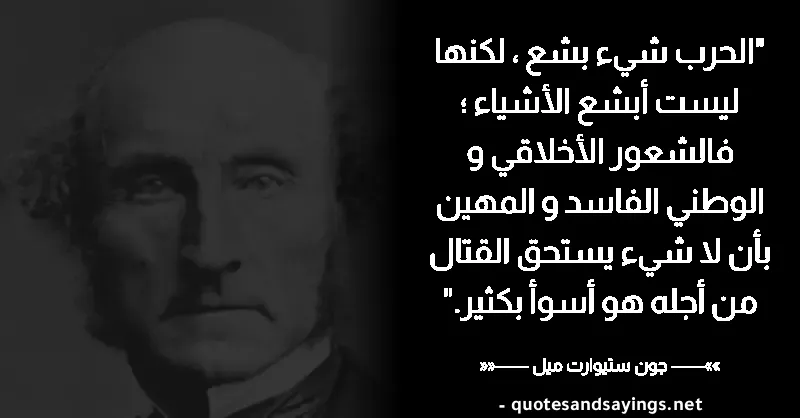 "الحرب شيء بشع ، لكنها
ليست أبشع الأشياء ؛
فالشعور الأخلاقي و
الوطني الفاسد و المهين
بأن لا شيء يستحق القتال
من أجله هو أسوأ بكثير."
»»—— جون ستيوارت ميل ——««
- quotesandsayings.net